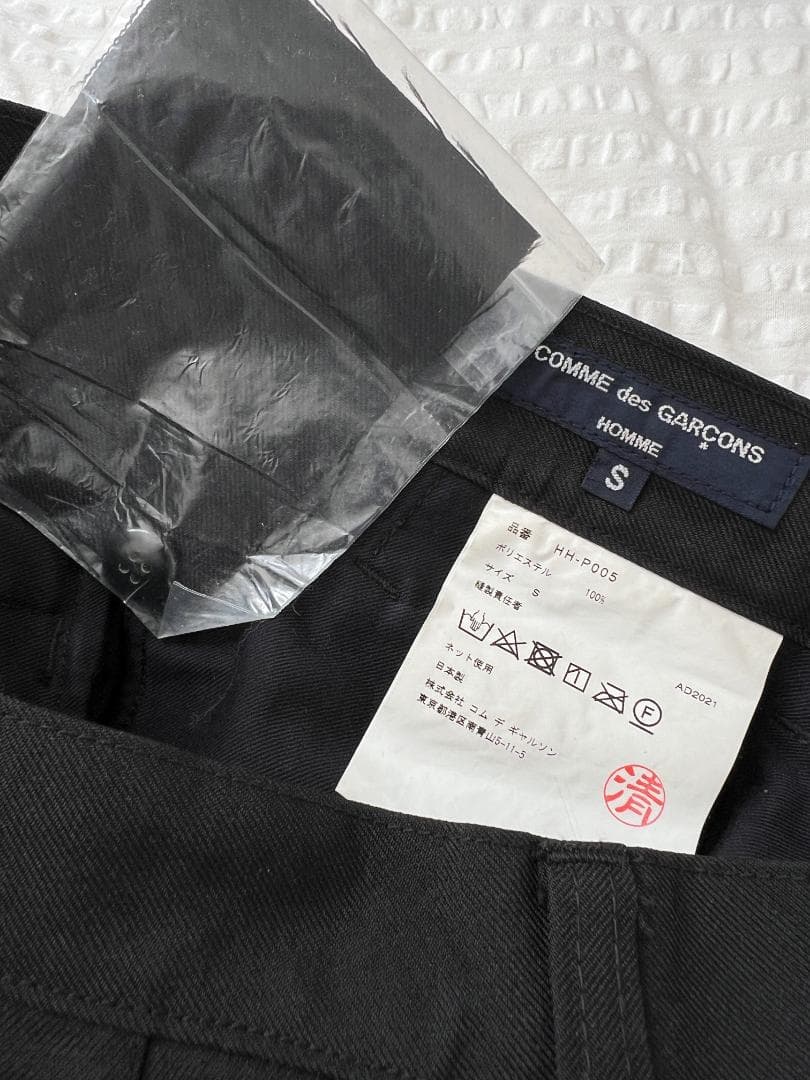 COMME des GARÇONS
HOMME
S
品番 HH-P005
ポリエステル 100%
サイズ S
縫製責任者
ネット使用
日本製 AD2021
株式会社 コム デ ギャルソン
東京都港区南青山5-11-5
清
F